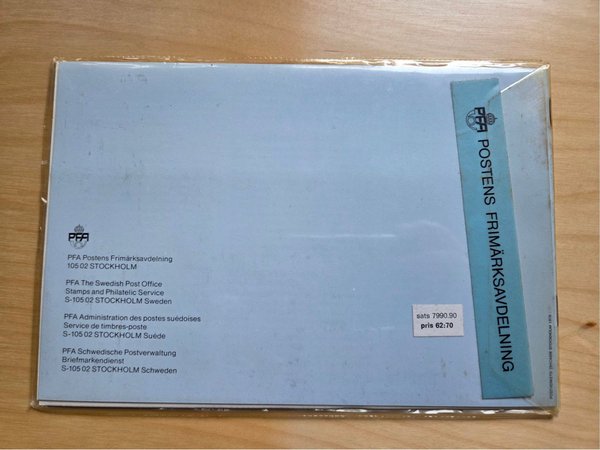 PFA
PFA Postens Frimärksavdelning
105 02 STOCKHOLM
PFA The Swedish Post Office
Stamps and Philatelic Service
S-105 02 STOCKHOLM Sweden
PFA Administration des postes suédoises
Service de timbres-poste
S-105 02 STOCKHOLM Suéde
PFA Schwedische Postverwaltung
Briefmarkendienst
S-105 02 STOCKHOLM Schweden
sats 7990.90
pris 62:70
PFA POSTENS FRIMÄRKSAVDELNING